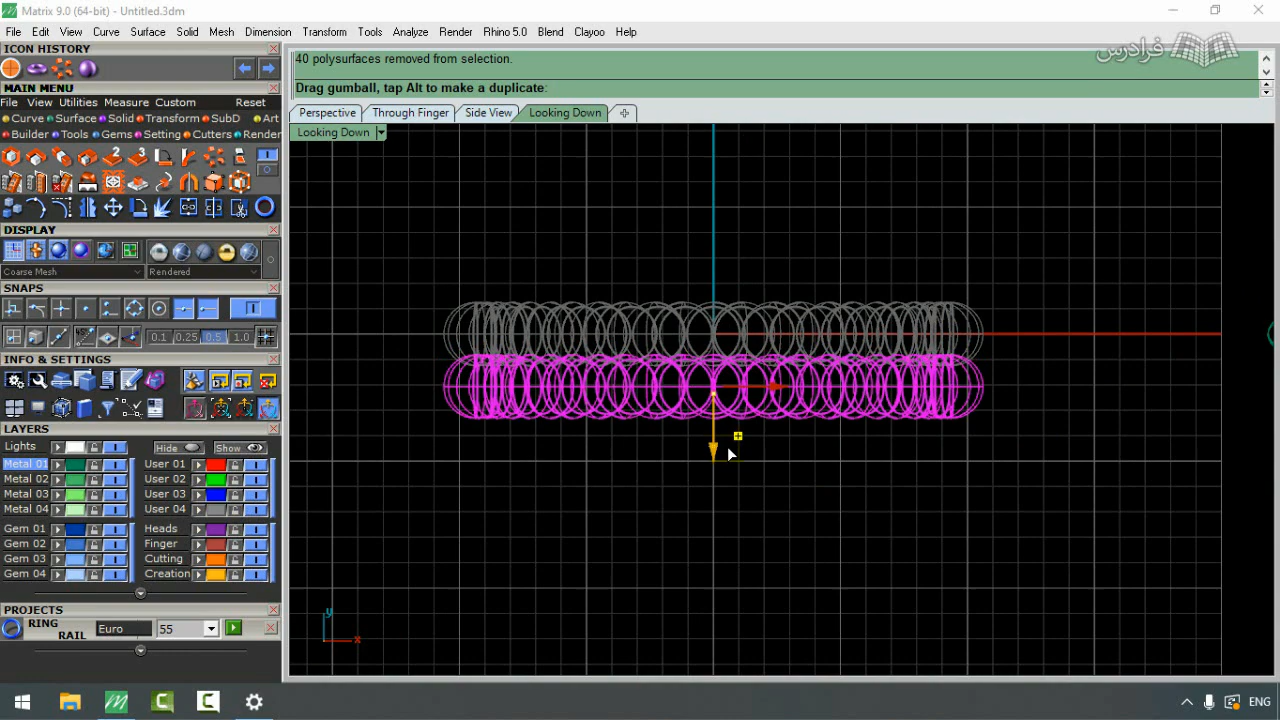 Matrix 9.0 (64-bit) - Untitled.3dm
File Edit View Curve Surface Solid Mesh Dimension Transform Tools Analyze Render Rhino 5.0 Blend Clayoo Help
فرادرس
ICON HISTORY
40 polysurfaces removed from selection.
Drag gumball, tap Alt to make a duplicate:
MAIN MENU
File View Utilities Measure Custom Reset
Curve Surface Solid Transform SubD Art
Builder Tools Gems Setting Cutters Render
Perspective Through Finger Side View Looking Down
Looking Down
DISPLAY
Coarse Mesh Rendered
SNAPS
0.1 0.25 0.5 1.0
INFO & SETTINGS
LAYERS
Lights Hide Show
Metal 01 User 01
Metal 02 User 02
Metal 03 User 03
Metal 04 User 04
Gem 01 Heads
Gem 02 Finger
Gem 03 Cutting
Gem 04 Creation
PROJECTS
RING RAIL Euro 55
y
x
ENG